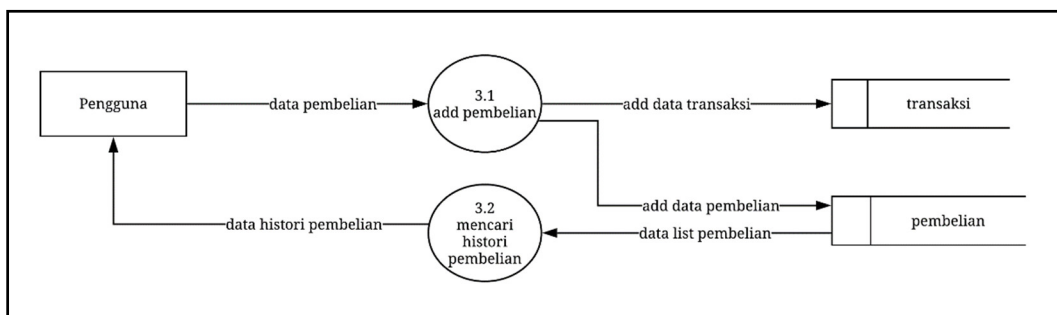 Pengguna
data pembelian
3.1
add pembelian
add data transaksi
transaksi
add data pembelian
pembelian
data list pembelian
3.2
mencari
histori
pembelian
data histori pembelian